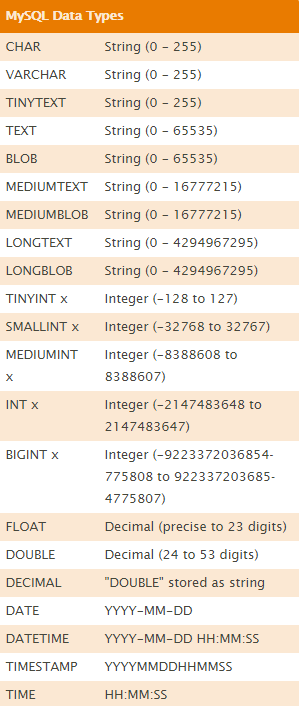 MySQL Data Types
CHAR String (0 - 255)
VARCHAR String (0 - 255)
TINYTEXT String (0 - 255)
TEXT String (0 - 65535)
BLOB String (0 - 65535)
MEDIUMTEXT String (0 - 16777215)
MEDIUMBLOB String (0 - 16777215)
LONGTEXT String (0 - 4294967295)
LONGBLOB String (0 - 4294967295)
TINYINT x Integer (-128 to 127)
SMALLINT x Integer (-32768 to 32767)
MEDIUMINT Integer (-8388608 to
x 8388607)
INT x Integer (-2147483648 to
2147483647)
BIGINT x Integer (-9223372036854-
775808 to 922337203685-
4775807)
FLOAT Decimal (precise to 23 digits)
DOUBLE Decimal (24 to 53 digits)
DECIMAL "DOUBLE" stored as string
DATE YYYY-MM-DD
DATETIME YYYY-MM-DD HH:MM:SS
TIMESTAMP YYYYMMDDHHMMSS
TIME HH:MM:SS